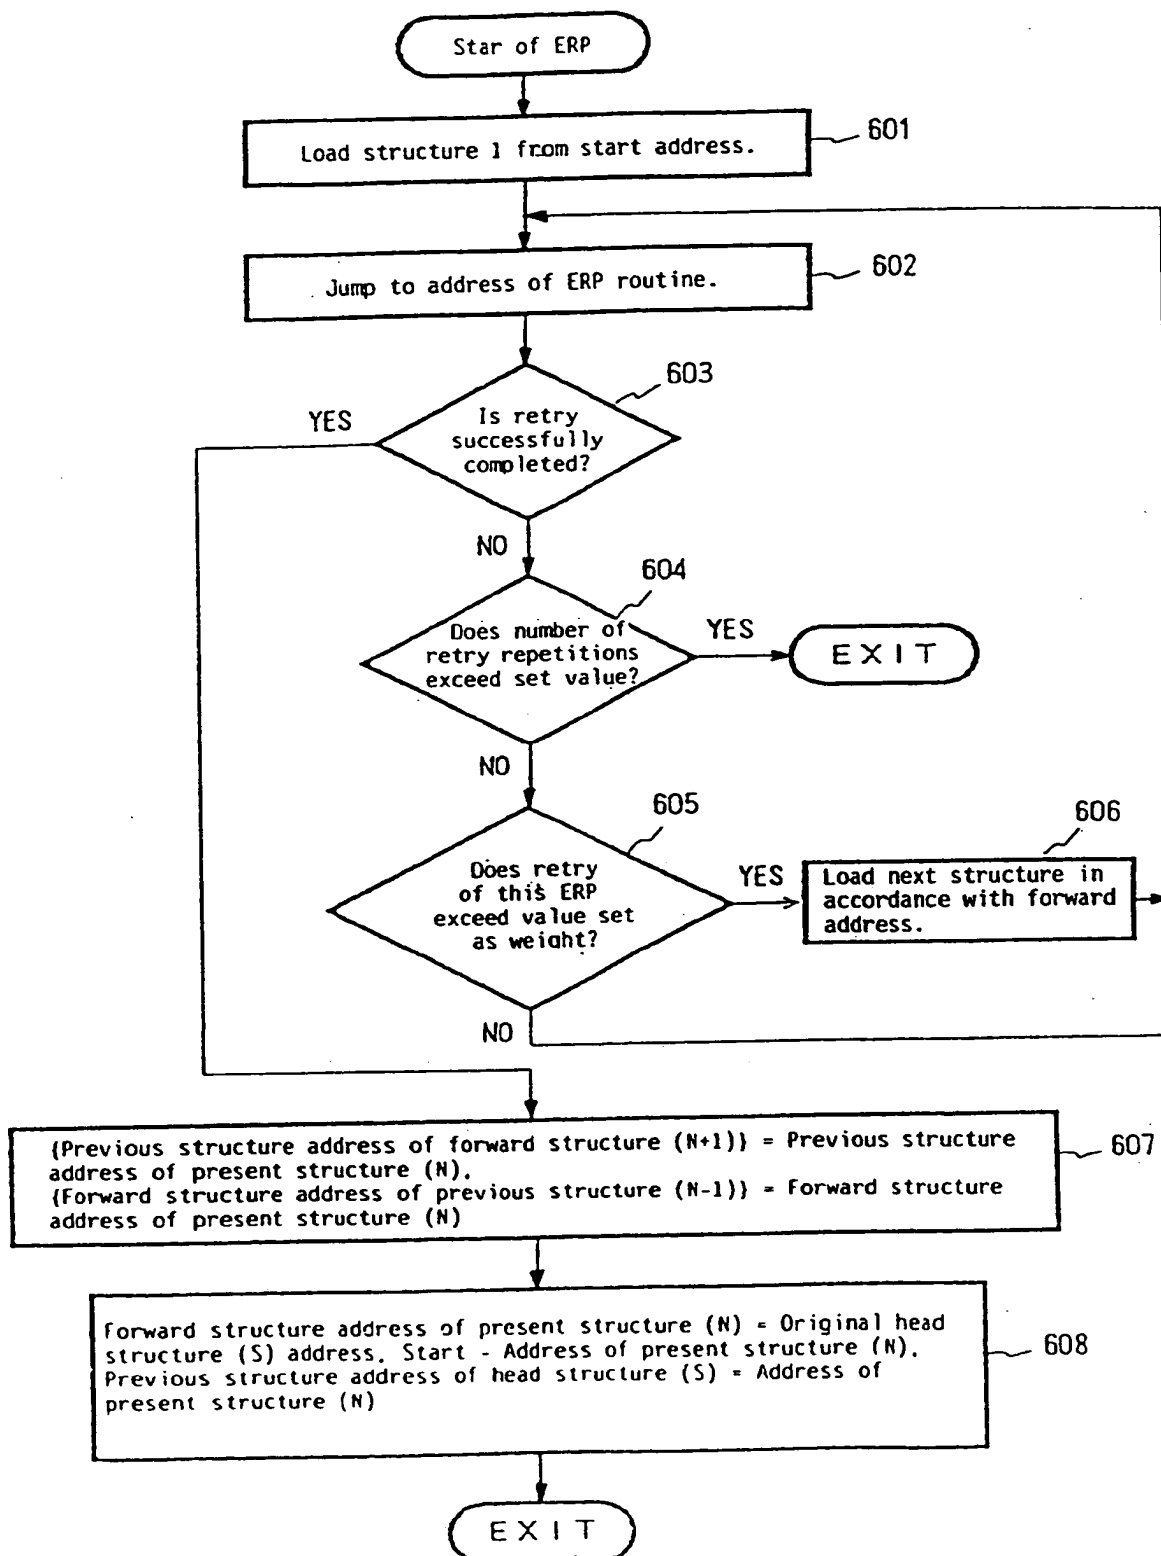 Star of ERP
Load structure 1 from start address.
601
Jump to address of ERP routine.
602
603
YES
Is retry
successfully
completed?
NO
604
Does number of
retry repetitions
exceed set value?
YES
EXIT
NO
605
Does retry
of this ERP
exceed value set
as weight?
YES
606
Load next structure in
accordance with forward
address.
NO
{Previous structure address of forward structure (N+1)} = Previous structure
address of present structure (N).
{Forward structure address of previous structure (N-1)} = Forward structure
address of present structure (N)
607
Forward structure address of present structure (N) = Original head
structure (S) address. Start - Address of present structure (N).
Previous structure address of head structure (S) = Address of
present structure (N)
608
EXIT